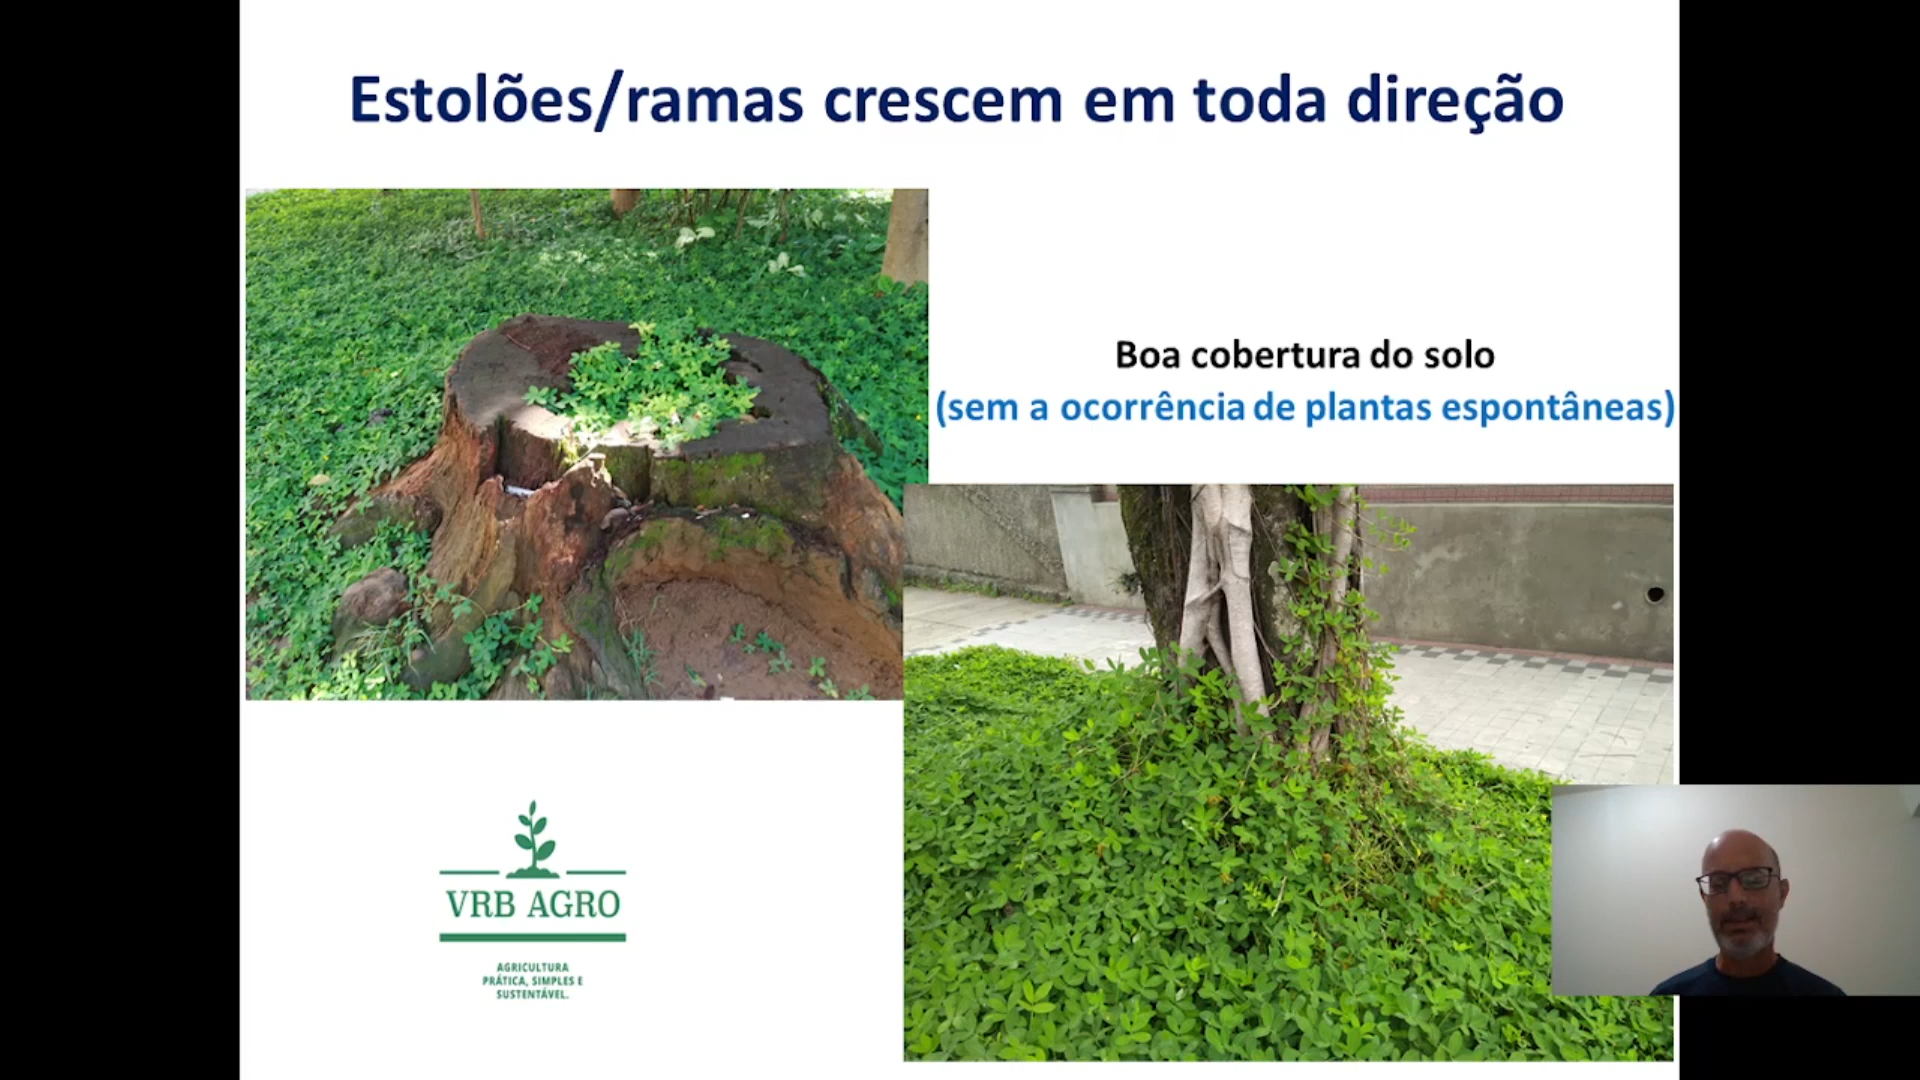 Estolões/ramas crescem em toda direção
Boa cobertura do solo
(sem a ocorrência de plantas espontâneas)
VRB AGRO
AGRICULTURA
PRÁTICA, SIMPLES E
SUSTENTÁVEL.